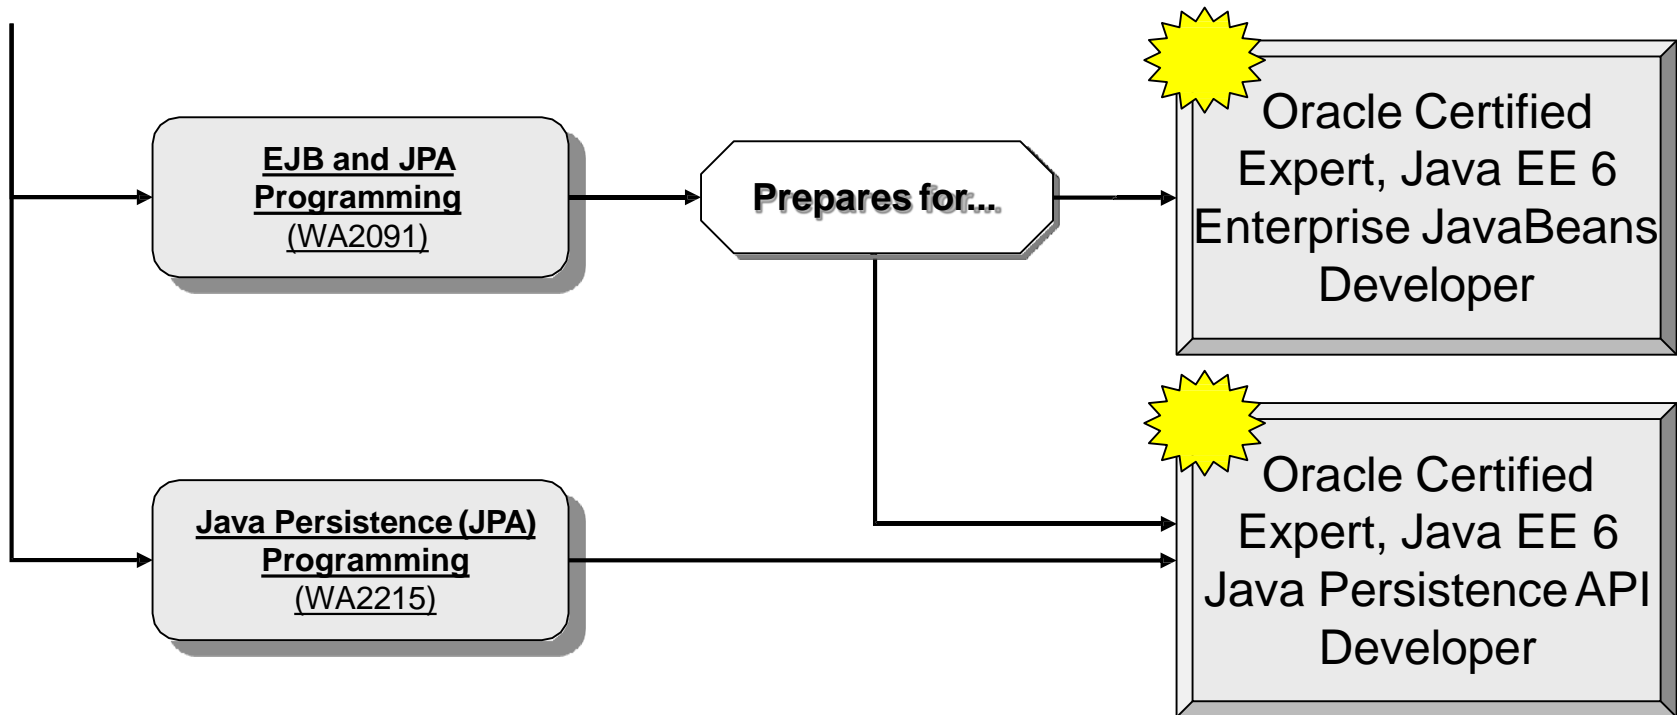 EJB and JPA
Programming
(WA2091)
Prepares for...
Oracle Certified
Expert, Java EE 6
Enterprise JavaBeans
Developer
Java Persistence (JPA)
Programming
(WA2215)
Oracle Certified
Expert, Java EE 6
Java Persistence API
Developer